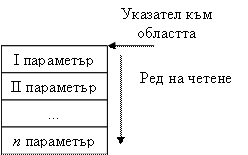 Указател към
областта
I параметър
II параметър
Ред на четене
...
n параметър